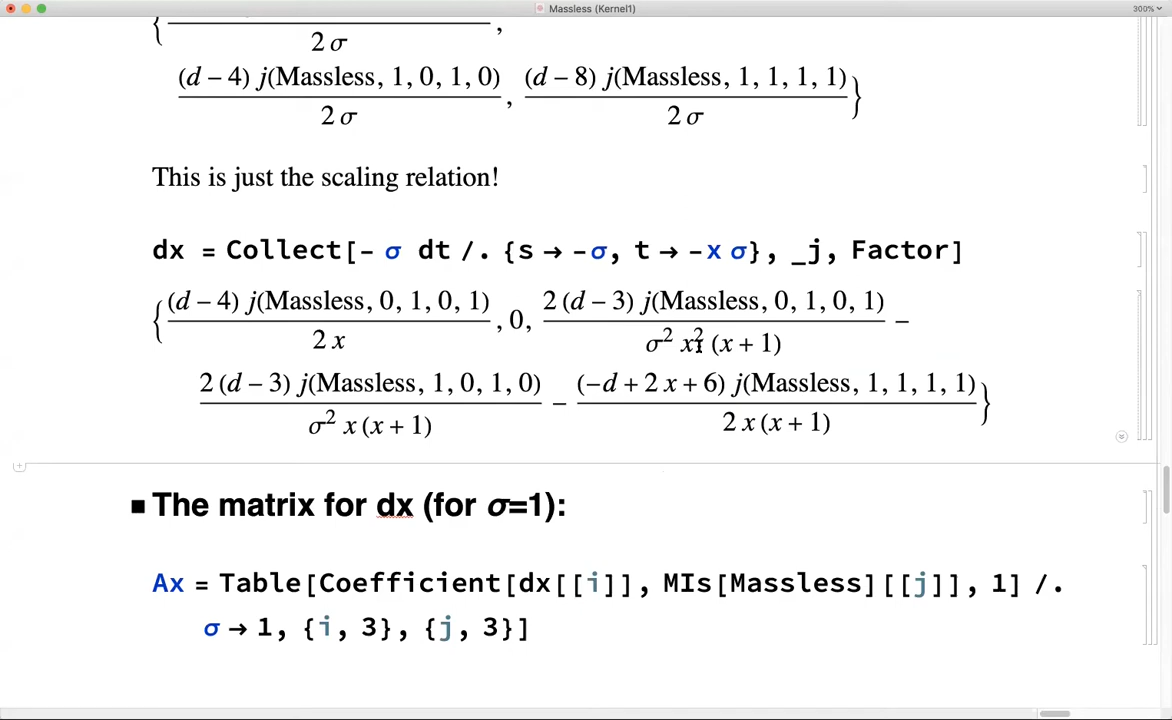 Massless (Kernel1)
300%
{ 2 σ ,
(d – 4) j(Massless, 1, 0, 1, 0) / 2 σ , (d – 8) j(Massless, 1, 1, 1, 1) / 2 σ }
This is just the scaling relation!
dx = Collect[- σ dt /. {s → -σ, t → -x σ}, _j, Factor]
{ (d – 4) j(Massless, 0, 1, 0, 1) / 2 x , 0, 2 (d – 3) j(Massless, 0, 1, 0, 1) / σ² x² (x + 1) –
2 (d – 3) j(Massless, 1, 0, 1, 0) / σ² x (x + 1) – (–d + 2 x + 6) j(Massless, 1, 1, 1, 1) / 2 x (x + 1) }
■ The matrix for dx (for σ=1):
Ax = Table[Coefficient[dx[[i]], MIs[Massless][[j]], 1] /.
σ → 1, {i, 3}, {j, 3}]